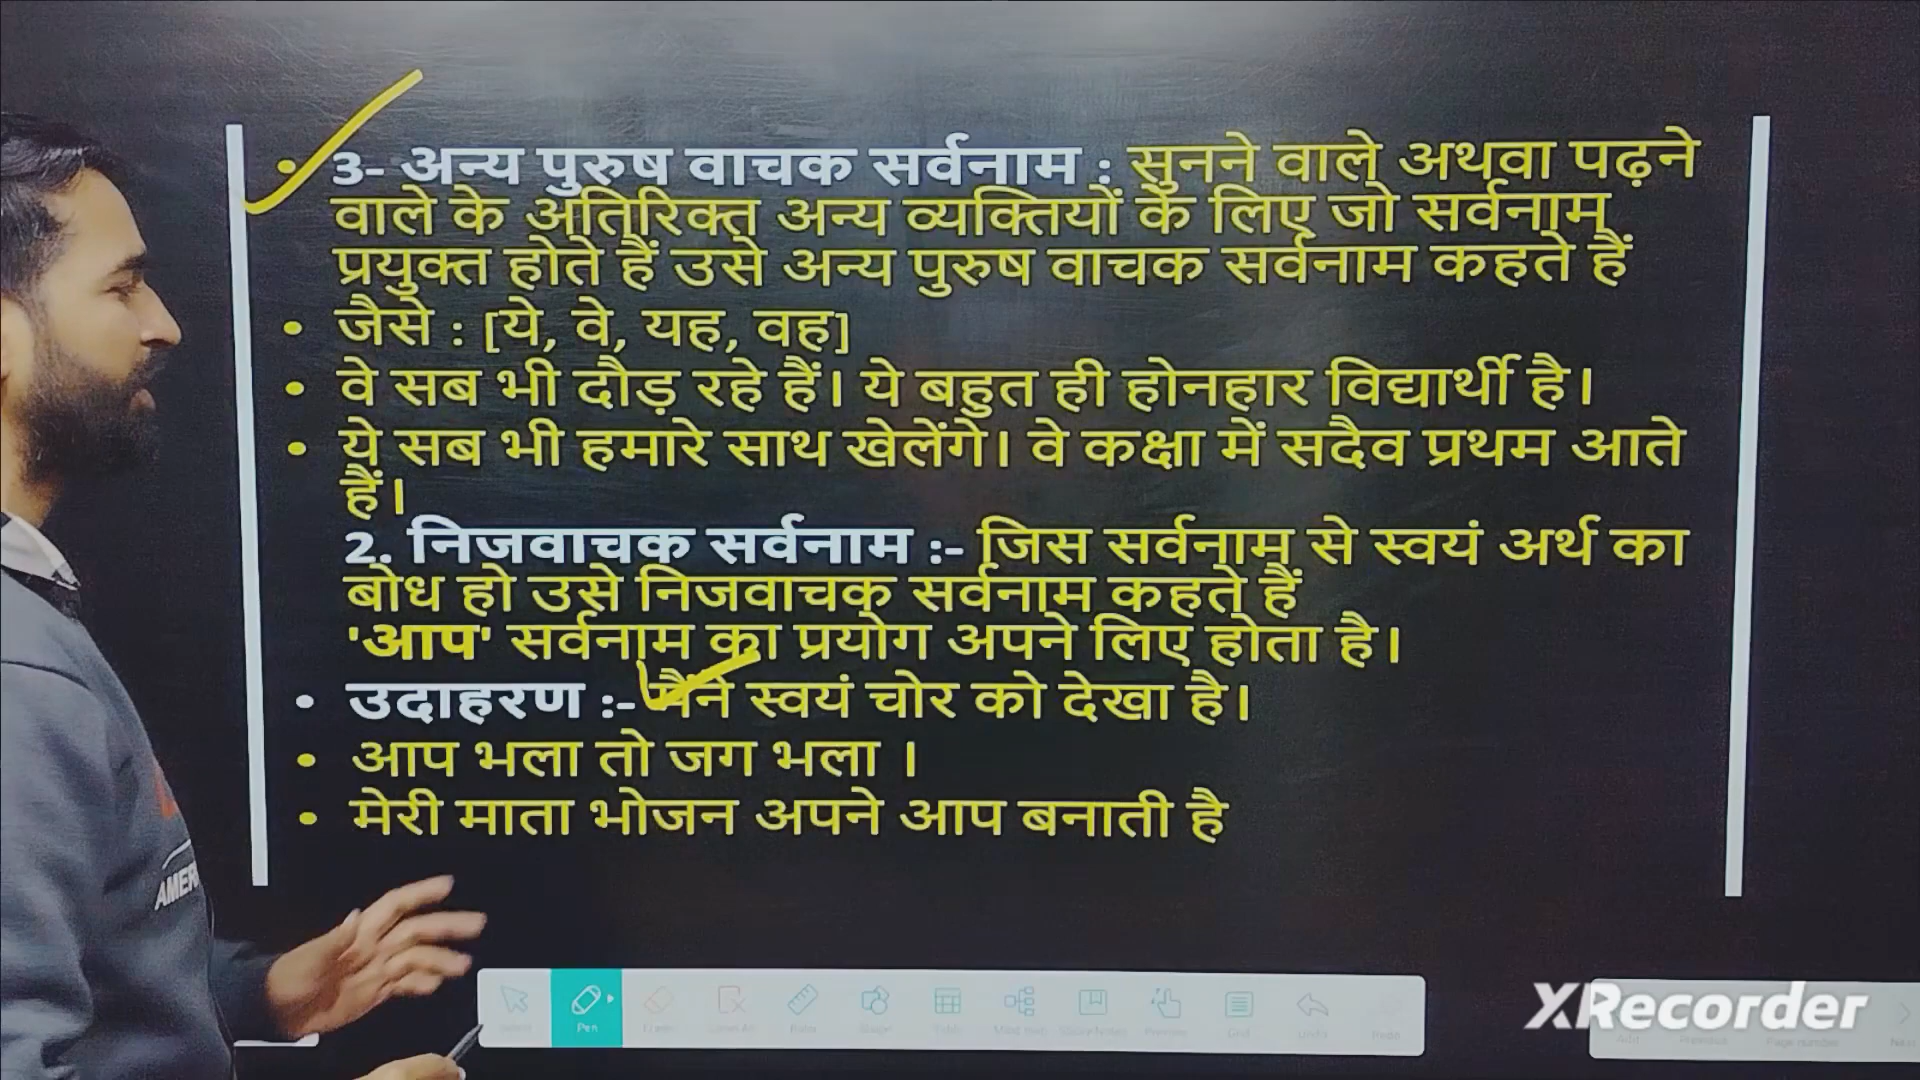 3- अन्य पुरुष वाचक सर्वनाम : सुनने वाले अथवा पढ़ने
वाले के अतिरिक्त अन्य व्यक्तियों के लिए जो सर्वनाम
प्रयुक्त होते हैं उसे अन्य पुरुष वाचक सर्वनाम कहते हैं
• जैसे : [ये, वे, यह, वह]
• वे सब भी दौड़ रहे हैं। ये बहुत ही होनहार विद्यार्थी है।
• ये सब भी हमारे साथ खेलेंगे। वे कक्षा में सदैव प्रथम आते
हैं।
2. निजवाचक सर्वनाम :- जिस सर्वनाम से स्वयं अर्थ का
बोध हो उसे निजवाचक सर्वनाम कहते हैं
'आप' सर्वनाम का प्रयोग अपने लिए होता है।
• उदाहरण :- मैंने स्वयं चोर को देखा है।
• आप भला तो जग भला ।
• मेरी माता भोजन अपने आप बनाती है
Pen
XRecorder